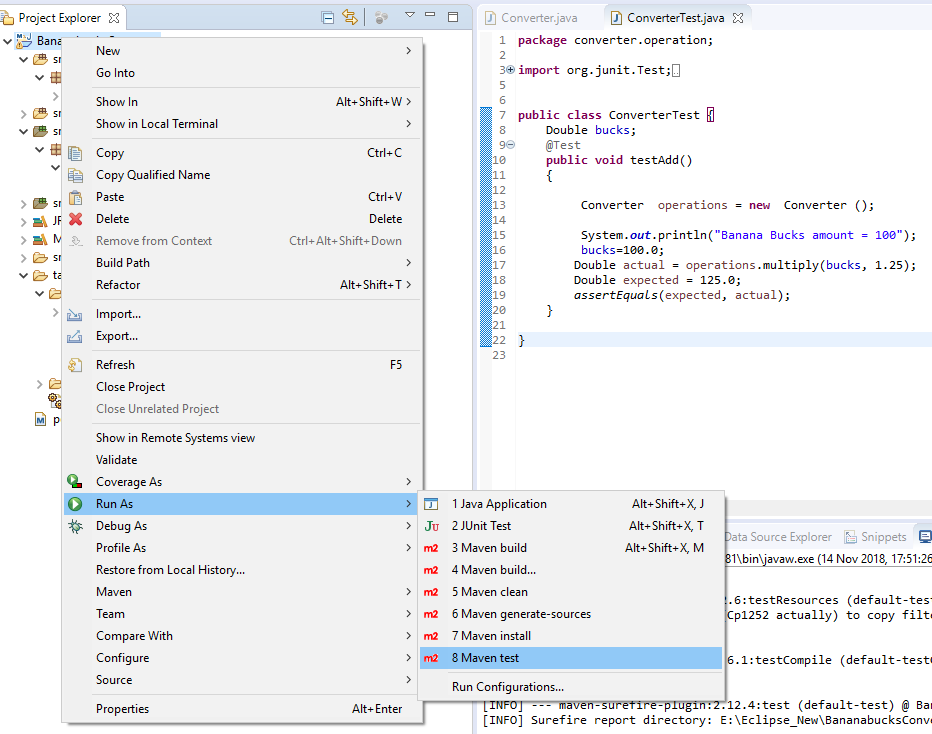 Project Explorer
New
Go Into
Show In Alt+Shift+W
Show in Local Terminal
Copy Ctrl+C
Copy Qualified Name
Paste Ctrl+V
Delete Delete
Remove from Context Ctrl+Alt+Shift+Down
Build Path
Refactor Alt+Shift+T
Import...
Export...
Refresh F5
Close Project
Close Unrelated Project
Show in Remote Systems view
Validate
Coverage As
Run As
Debug As
Profile As
Restore from Local History...
Maven
Team
Compare With
Configure
Source
Properties Alt+Enter
1 Java Application Alt+Shift+X, J
2 JUnit Test Alt+Shift+X, T
3 Maven build Alt+Shift+X, M
4 Maven build...
5 Maven clean
6 Maven generate-sources
7 Maven install
8 Maven test
Run Configurations...
Converter.java ConverterTest.java
1 package converter.operation;
2
3 import org.junit.Test;
5
6
7 public class ConverterTest {
8 Double bucks;
9 @Test
10 public void testAdd()
11 {
12
13 Converter operations = new Converter ();
14
15 System.out.println("Banana Bucks amount = 100");
16 bucks=100.0;
17 Double actual = operations.multiply(bucks, 1.25);
18 Double expected = 125.0;
19 assertEquals(expected, actual);
20 }
21
22 }
23
Data Source Explorer Snippets
81\bin\javaw.exe (14 Nov 2018, 17:51:26
.6:testResources (default-test
Cp1252 actually) to copy filte
6.1:testCompile (default-test
[INFO] --- maven-surefire-plugin:2.12.4:test (default-test) @ Ban
[INFO] Surefire report directory: E:\Eclipse_New\BananabucksConve